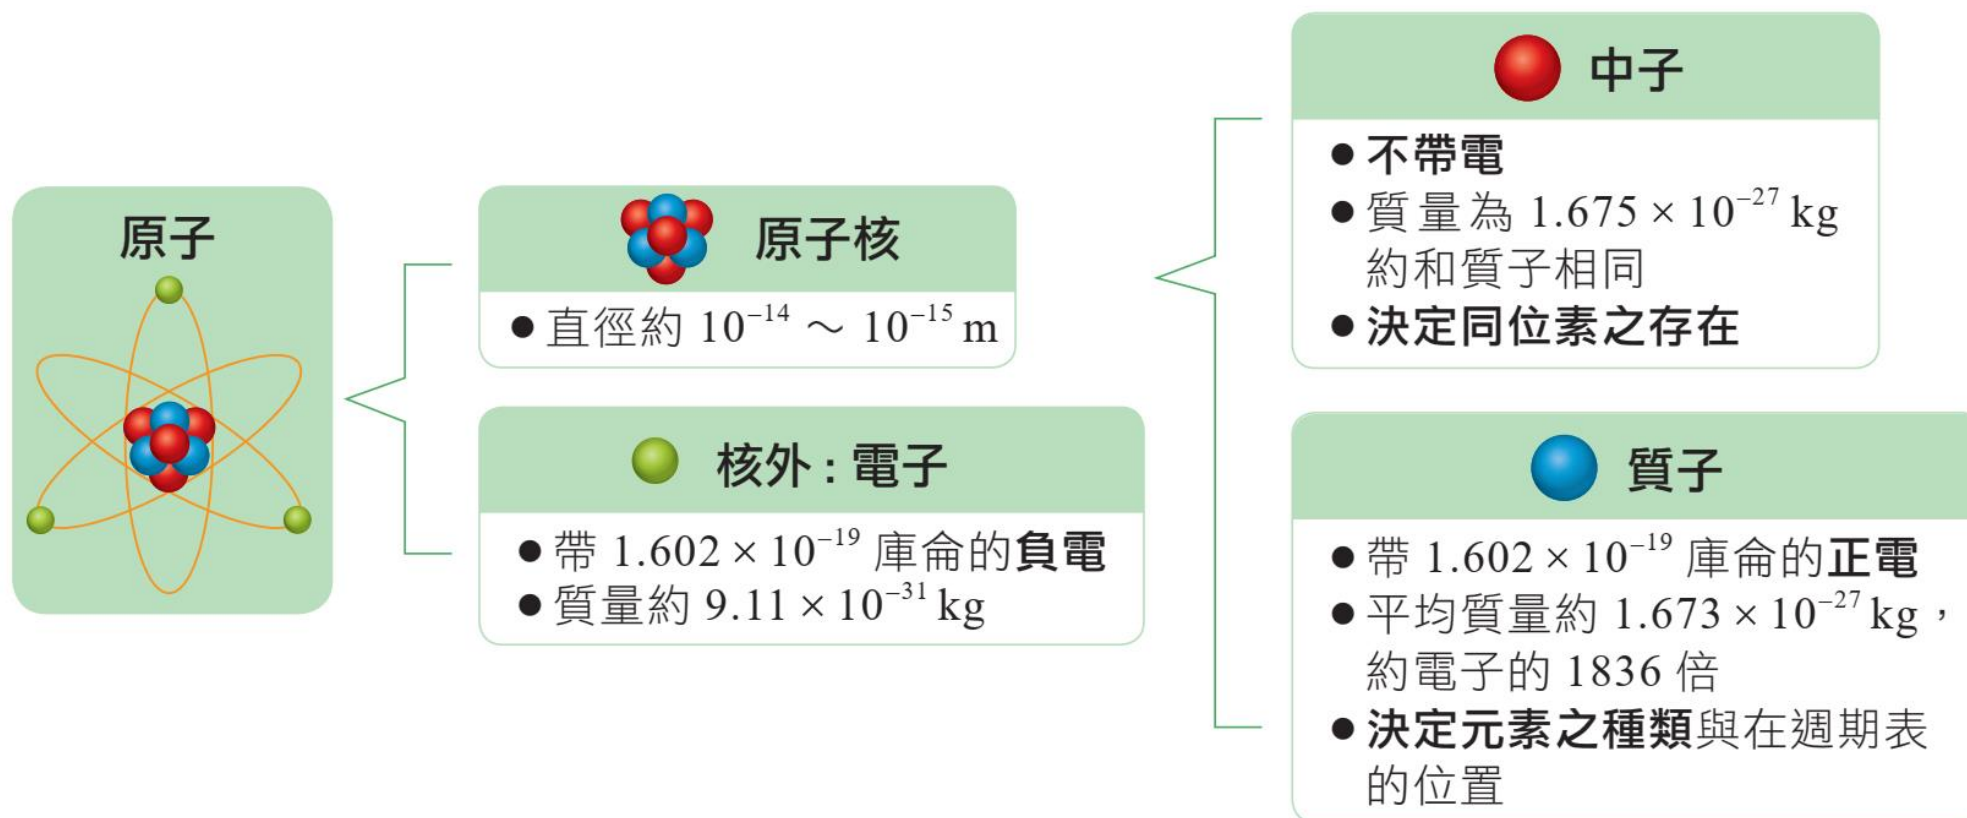 原子
原子核
● 直徑約 10⁻¹⁴ ～ 10⁻¹⁵ m
核外：電子
● 帶 1.602 × 10⁻¹⁹ 庫侖的負電
● 質量約 9.11 × 10⁻³¹ kg
中子
● 不帶電
● 質量為 1.675 × 10⁻²⁷ kg
約和質子相同
● 決定同位素之存在
質子
● 帶 1.602 × 10⁻¹⁹ 庫侖的正電
● 平均質量約 1.673 × 10⁻²⁷ kg，
約電子的 1836 倍
● 決定元素之種類與在週期表
的位置